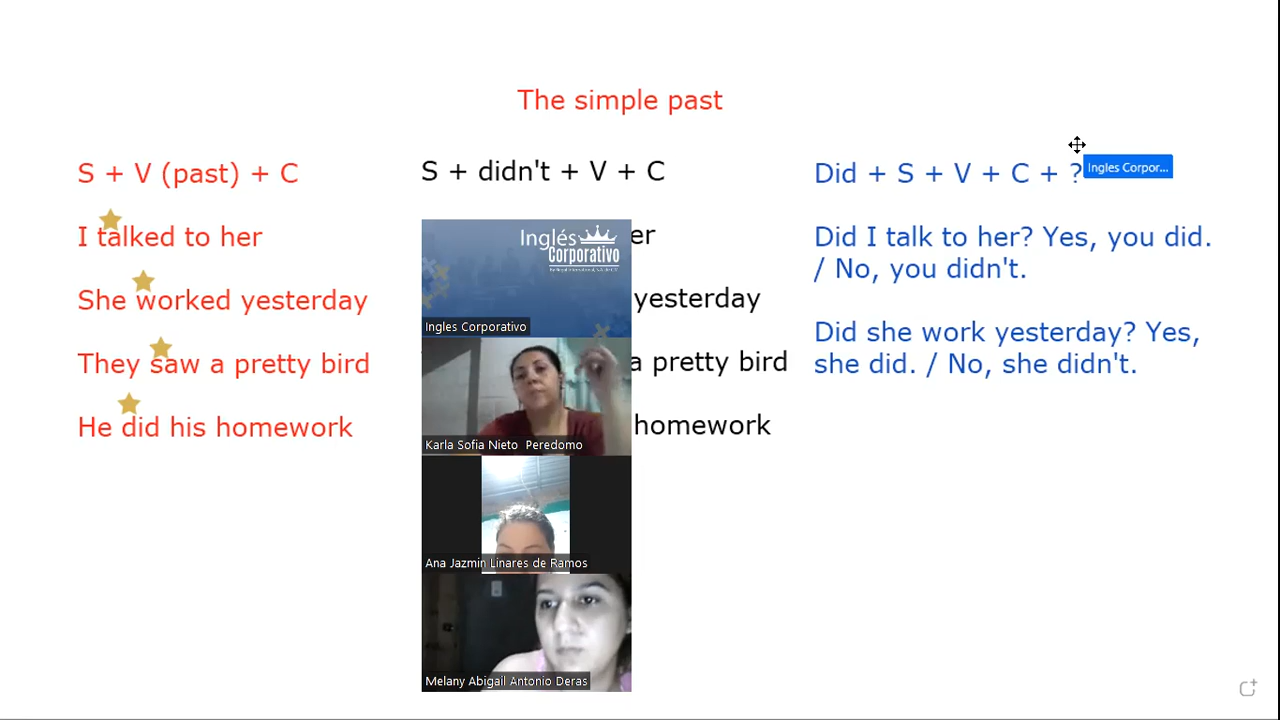 The simple past
S + V (past) + C
I talked to her
She worked yesterday
They saw a pretty bird
He did his homework
S + didn't + V + C
er
yesterday
a pretty bird
homework
Did + S + V + C + ?
Ingles Corpor...
Did I talk to her? Yes, you did.
/ No, you didn't.
Did she work yesterday? Yes,
she did. / No, she didn't.
Inglés
Corporativo
Ingles Corporativo
Karla Sofia Nieto Peredomo
Ana Jazmin Linares de Ramos
Melany Abigail Antonio Deras